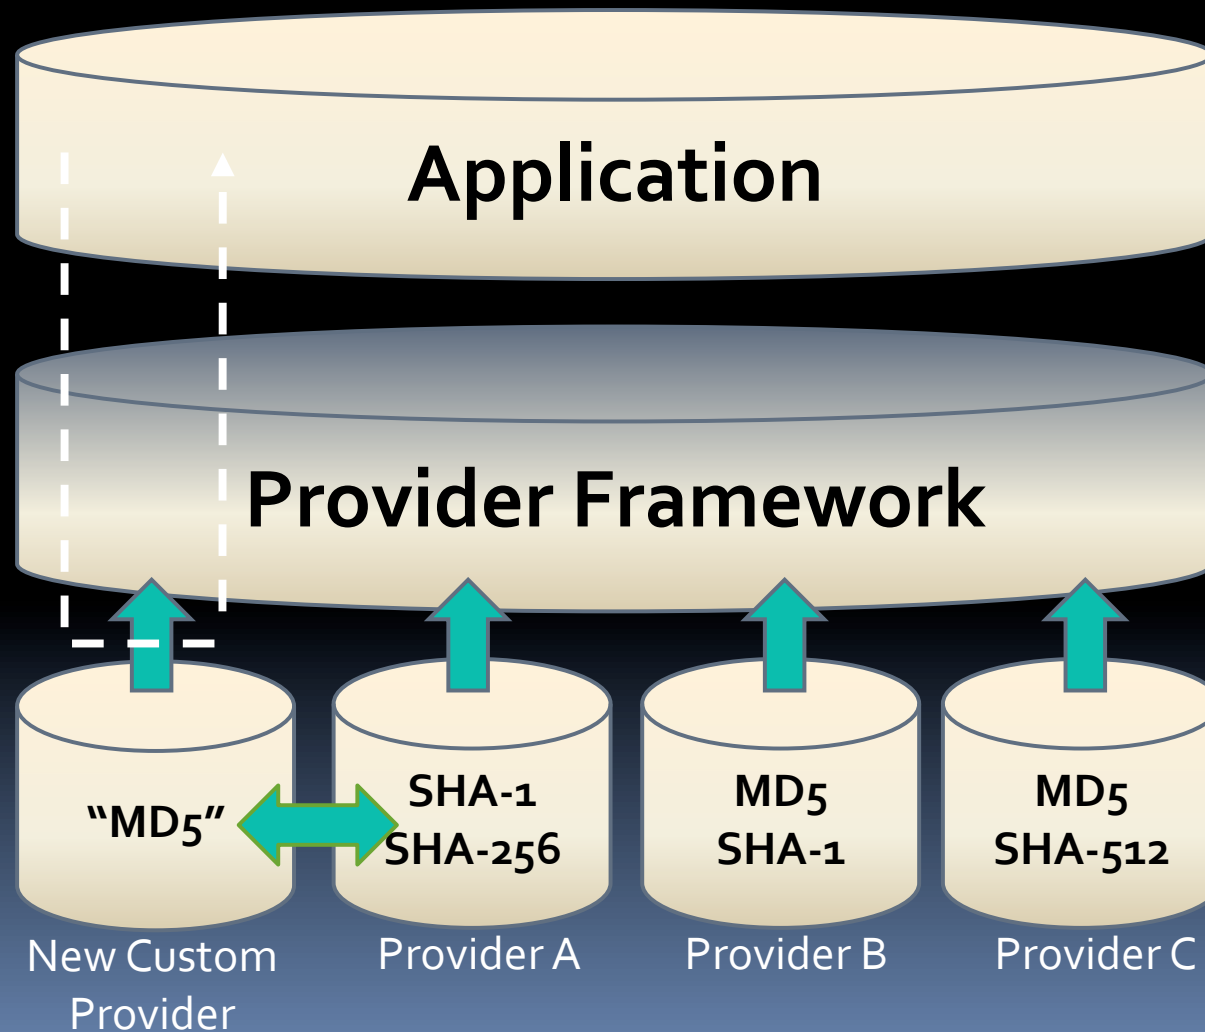 Application
Provider Framework
“MD5”
SHA-1
SHA-256
MD5
SHA-1
MD5
SHA-512
New Custom
Provider
Provider A
Provider B
Provider C